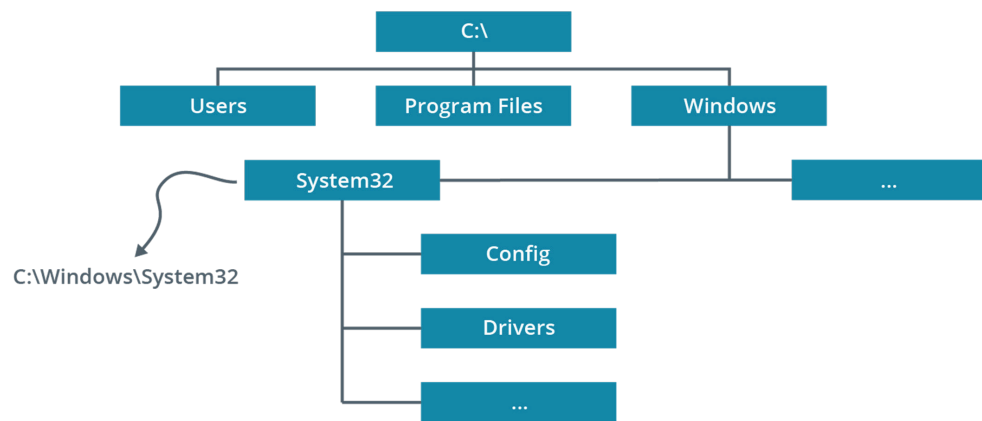 C:\
Users
Program Files
Windows
System32
...
C:\Windows\System32
Config
Drivers
...